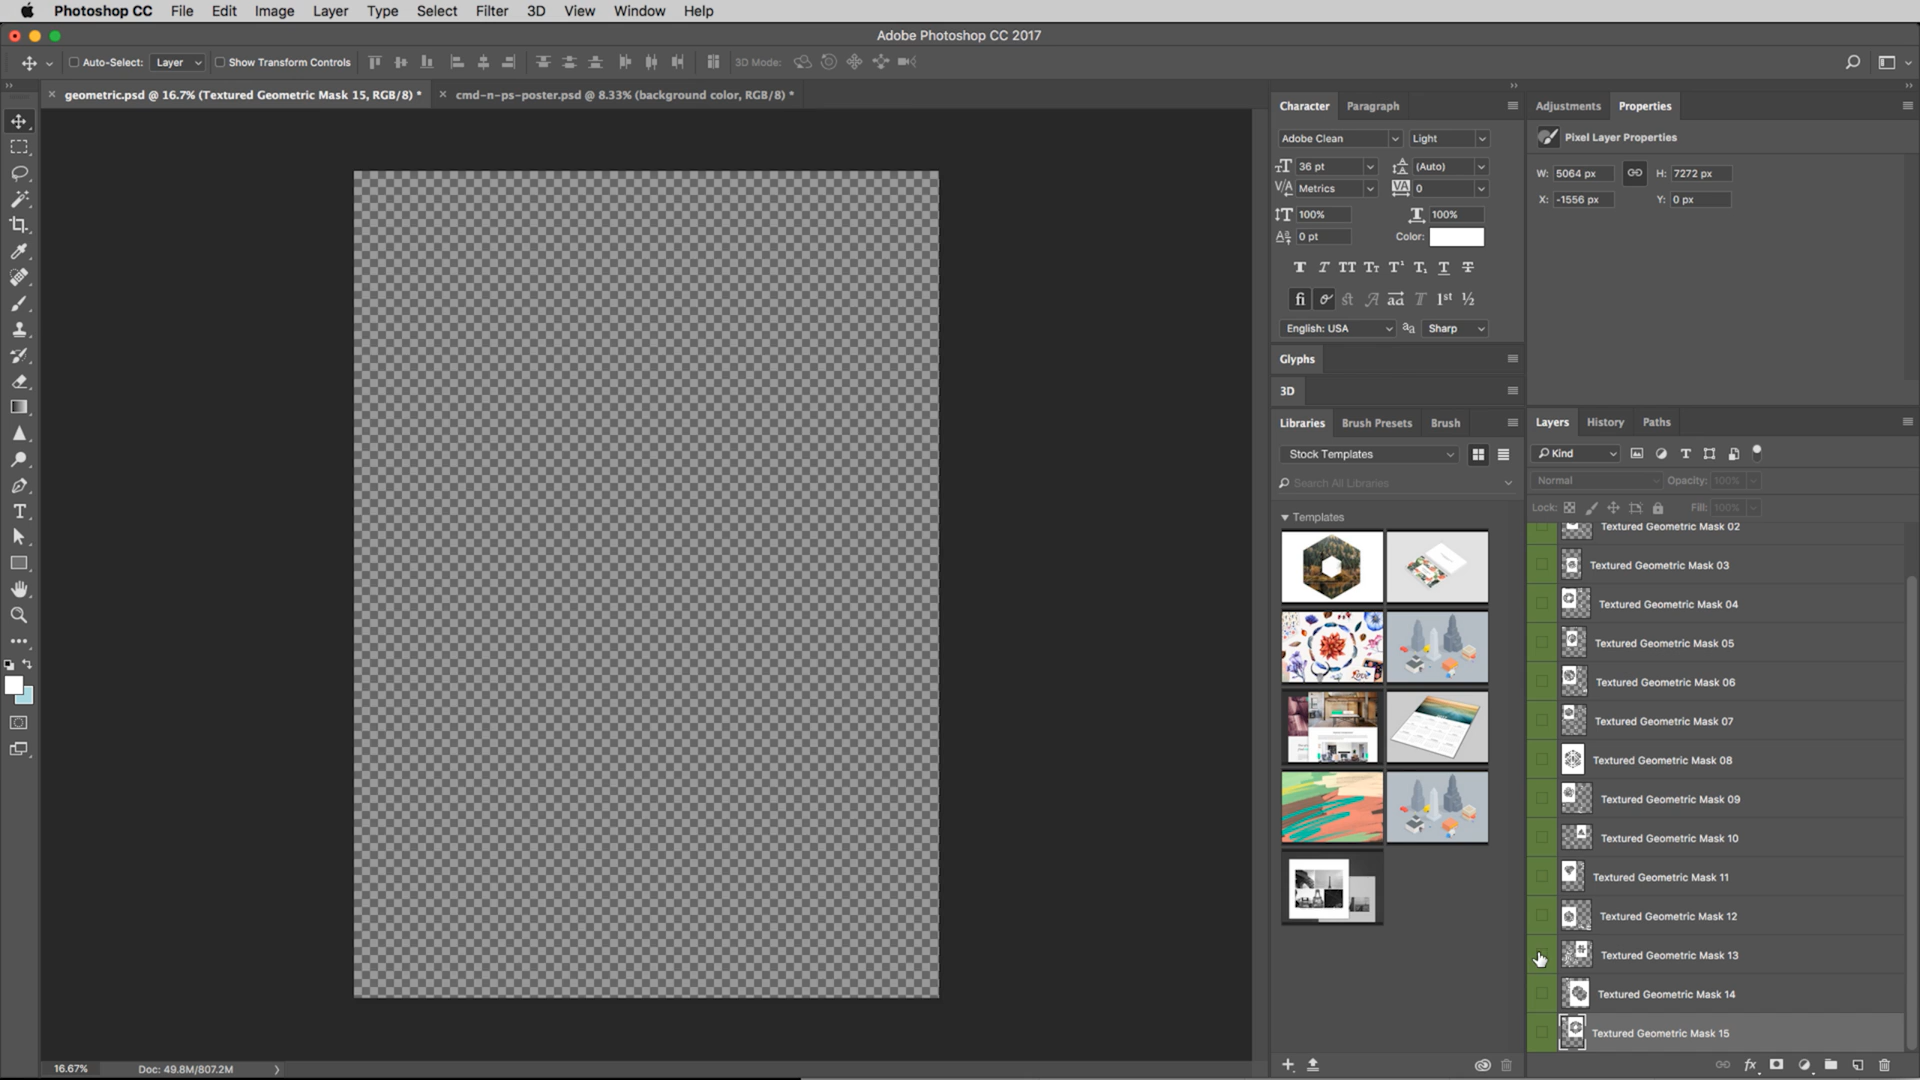 Photoshop CC File Edit Image Layer Type Select Filter 3D View Window Help
Adobe Photoshop CC 2017
Auto-Select: Layer Show Transform Controls 3D Mode:
geometric.psd @ 16.7% (Textured Geometric Mask 15, RGB/8) * cmd-n-ps-poster.psd @ 8.33% (background color, RGB/8) *
Character Paragraph
Adobe Clean Light
36 pt (Auto)
Metrics 0
100% 100%
0 pt Color:
English: USA Sharp
Glyphs
3D
Libraries Brush Presets Brush
Stock Templates
Search All Libraries
Templates
Adjustments Properties
Pixel Layer Properties
W: 5064 px H: 7272 px
X: -1556 px Y: 0 px
Layers History Paths
Kind
Normal Opacity: 100%
Lock: Fill: 100%
Textured Geometric Mask 02
Textured Geometric Mask 03
Textured Geometric Mask 04
Textured Geometric Mask 05
Textured Geometric Mask 06
Textured Geometric Mask 07
Textured Geometric Mask 08
Textured Geometric Mask 09
Textured Geometric Mask 10
Textured Geometric Mask 11
Textured Geometric Mask 12
Textured Geometric Mask 13
Textured Geometric Mask 14
Textured Geometric Mask 15
16.67% Doc: 49.8M/807.2M